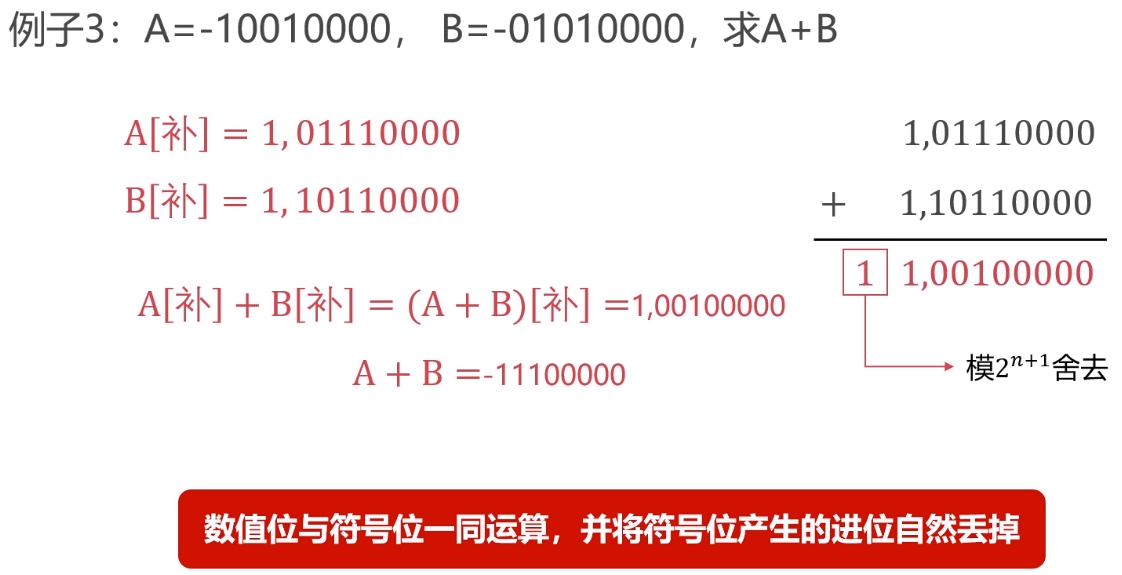 例子3：A=-10010000， B=-01010000，求A+B
A[补] = 1, 01110000
B[补] = 1, 10110000
A[补] + B[补] = (A + B)[补] =1,00100000
A + B =-11100000
1,01110000
+ 1,10110000
1 1,00100000
模2ⁿ⁺¹舍去
数值位与符号位一同运算，并将符号位产生的进位自然丢掉